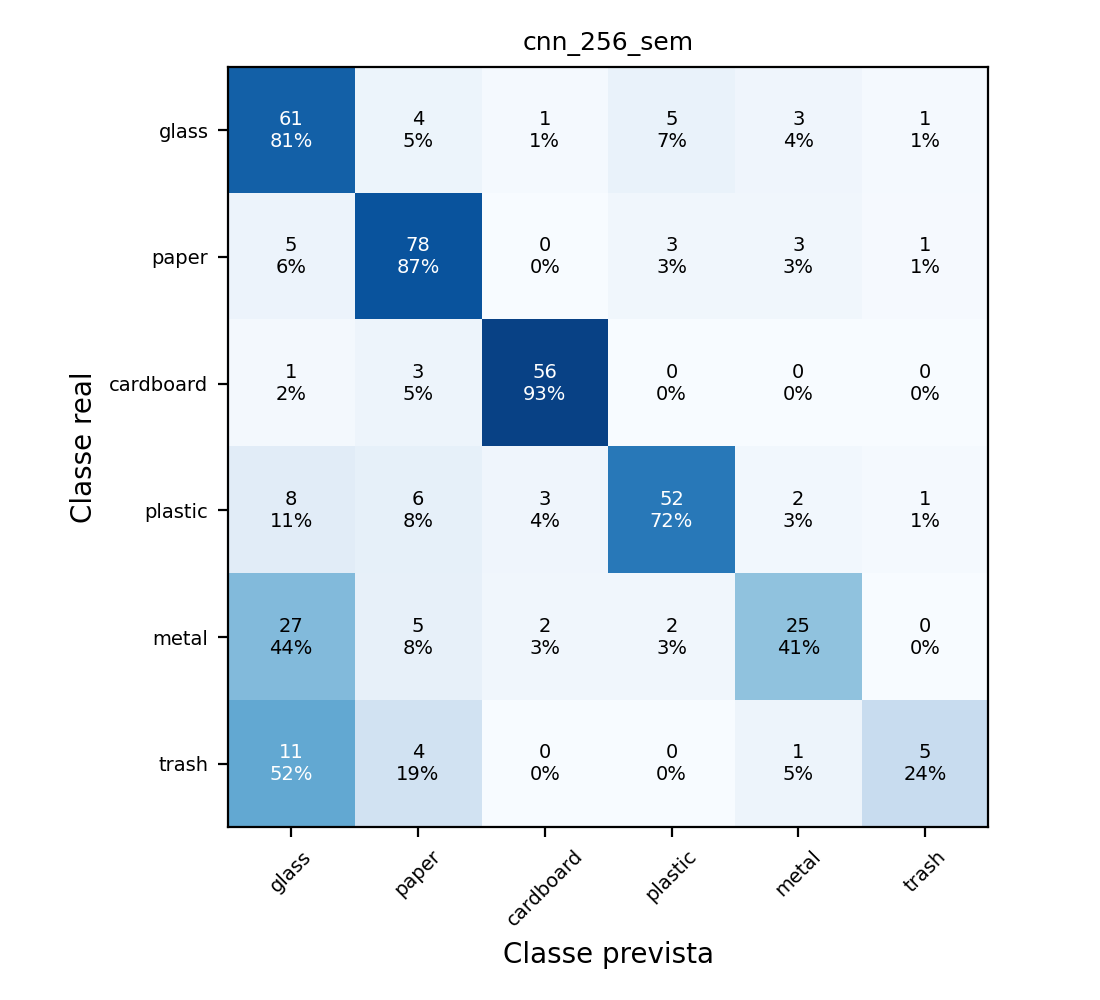 cnn_256_sem
glass
61 4 1 5 3 1
81% 5% 1% 7% 4% 1%
paper
5 78 0 3 3 1
6% 87% 0% 3% 3% 1%
cardboard
1 3 56 0 0 0
2% 5% 93% 0% 0% 0%
plastic
8 6 3 52 2 1
11% 8% 4% 72% 3% 1%
metal
27 5 2 2 25 0
44% 8% 3% 3% 41% 0%
trash
11 4 0 0 1 5
52% 19% 0% 0% 5% 24%
Classe real
glass paper cardboard plastic metal trash
Classe prevista